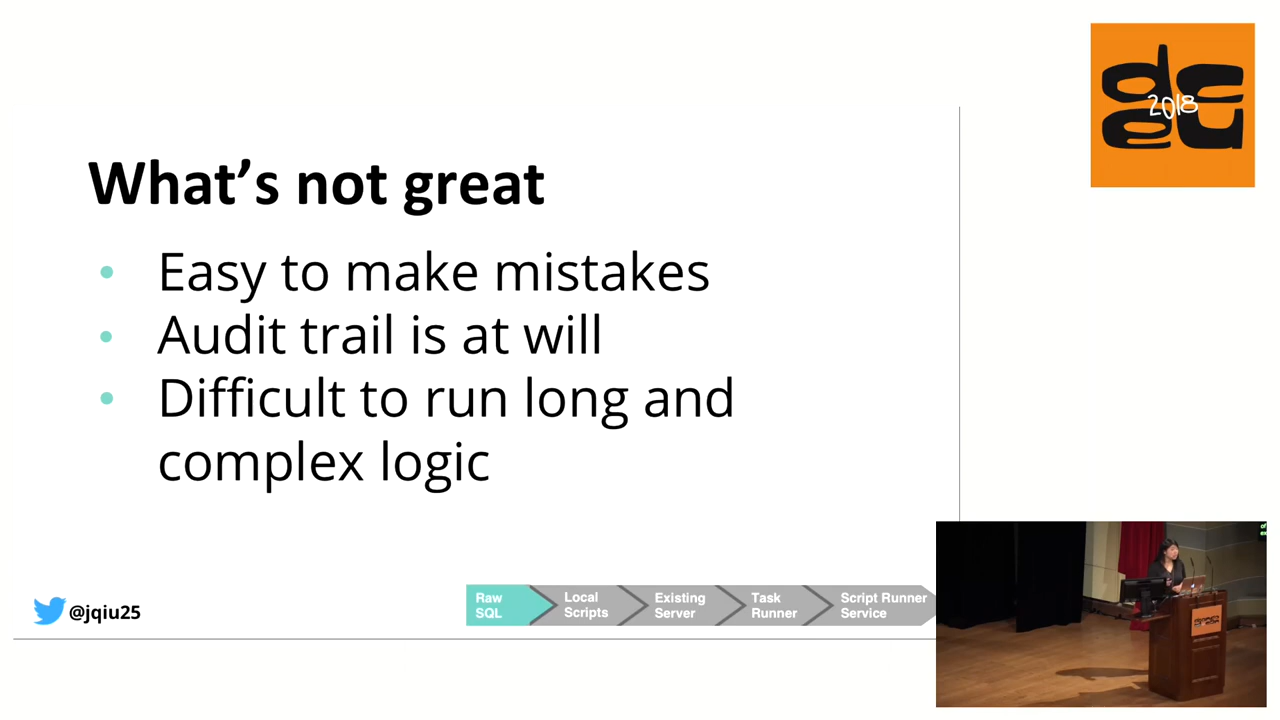 2018
What's not great
• Easy to make mistakes
• Audit trail is at will
• Difficult to run long and
complex logic
@jqiu25
Raw
SQL
Local
Scripts
Existing
Server
Task
Runner
Script Runner
Service